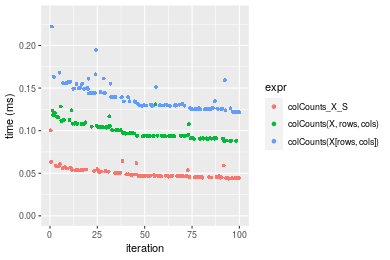 0.20
0.15
0.10
0.05
0.00
time (ms)
0
25
50
75
100
iteration
expr
colCounts_X_S
colCounts(X, rows, cols)
colCounts(X[rows, cols])